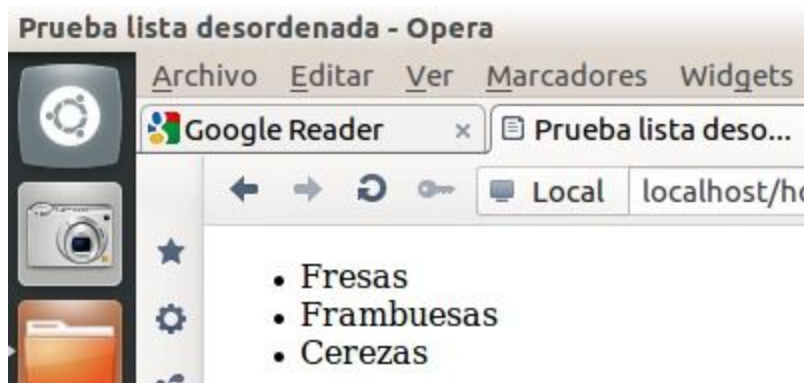 Prueba lista desordenada - Opera
Archivo Editar Ver Marcadores Widgets
Google Reader × Prueba lista deso...
Local localhost/ho
• Fresas
• Frambuesas
• Cerezas